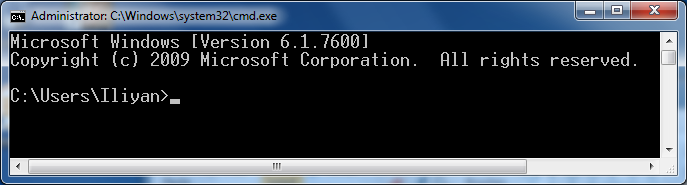 Administrator: C:\Windows\system32\cmd.exe
Microsoft Windows [Version 6.1.7600]
Copyright (c) 2009 Microsoft Corporation.  All rights reserved.
C:\Users\Iliyan>_